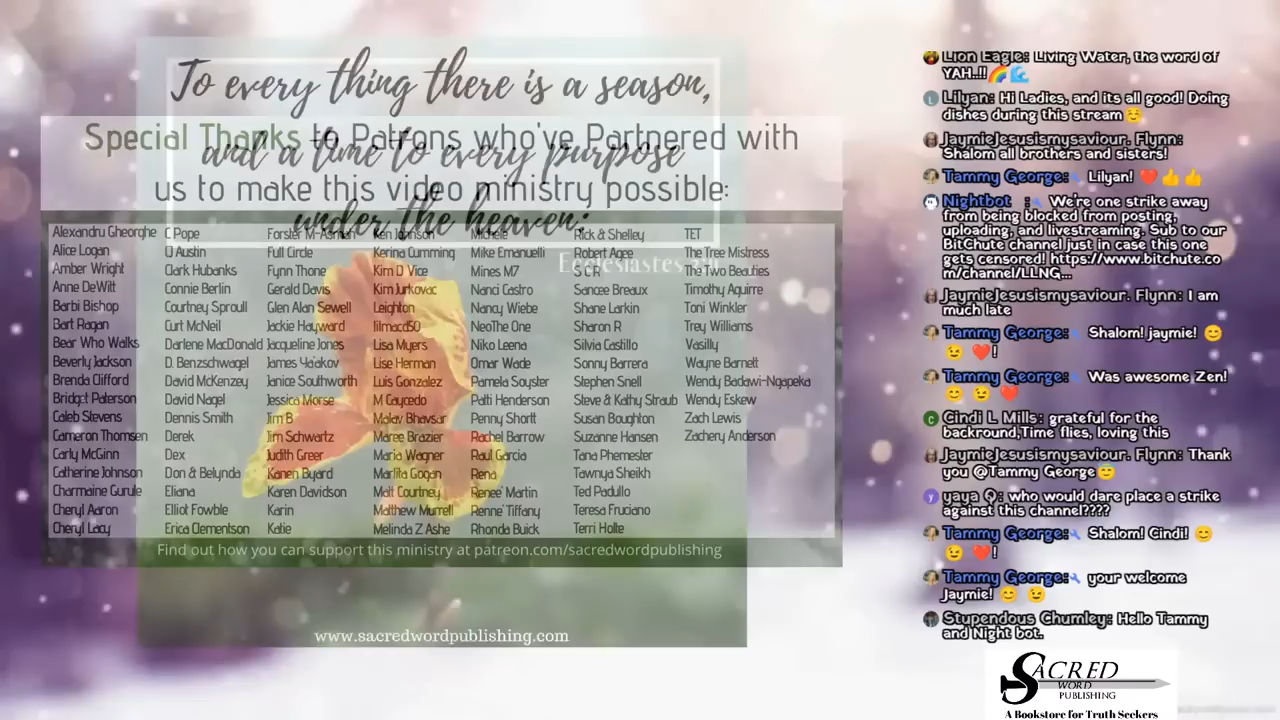 To every thing there is a season,
and a time to every purpose
under the heaven:
Ecclesiastes
Special Thanks to Patrons who've Partnered with
us to make this video ministry possible:
Alexandru Gheorghe
Alice Logan
Amber Wright
Anne DeWitt
Barbi Bishop
Bart Ragan
Bear Who Walks
Beverly Jackson
Brenda Clifford
Bridget Paterson
Caleb Stevens
Cameron Thomsen
Carly McGinn
Catherine Johnson
Charmaine Gurule
Cheryl Aaron
Cheryl Lacy
C Pope
Austin
Clark Hubanks
Connie Berlin
Courtney Sproull
Curt McNeil
Darlene MacDonald
D. Benzschwagel
David McKenzey
David Nagel
Dennis Smith
Derek
Dex
Don & Belynda
Eliana
Elliot Fowble
Erica Clementson
Forster M-Ashman
Full Circle
Fynn Thone
Gerald Davis
Glen Alan Sewell
Jackie Hayward
Jacqueline Jones
James Ya'akov
Janice Southworth
Jessica Morse
Jim B
Jim Schwartz
Judith Greer
Karen Byard
Karen Davidson
Karin
Katie
Ken Johnson
Kerina Cumming
Kim D Vice
Kim Jurkovac
Leighton
lilmacd50
Lisa Myers
Lise Herman
Luis Gonzalez
M Caycedo
Malav Bhavsar
Maree Brazier
Maria Wagner
Marlita Gogan
Matt Courtney
Matthew Murrell
Melinda Z Ashe
Michele
Mike Emanuelli
Mines M7
Nanci Castro
Nancy Wiebe
NeoThe One
Niko Leena
Omar Wade
Pamela Soyster
Patti Henderson
Penny Shortt
Rachel Barrow
Raul Garcia
Rena
Renee' Martin
Renne' Tiffany
Rhonda Buick
Rick & Shelley
Robert Agee
S C R
Sancee Breaux
Shane Larkin
Sharon R
Silvia Castillo
Sonny Barrera
Stephen Snell
Steve & Kathy Straub
Susan Boughton
Suzanne Hansen
Tana Phemester
Tawnya Sheikh
Ted Padullo
Teresa Fruciano
Terri Holte
TET
The Tree Mistress
The Two Beauties
Timothy Aguirre
Toni Winkler
Trey Williams
Vasilly
Wayne Barnett
Wendy Badawi-Ngapeka
Wendy Eskew
Zach Lewis
Zachery Anderson
Find out how you can support this ministry at patreon.com/sacredwordpublishing
www.sacredwordpublishing.com
Lion Eagle: Living Water, the word of
YAH..!!🌈🌊
L Lilyan: Hi Ladies, and its all good! Doing
dishes during this stream ☺️
JaymieJesusismysaviour. Flynn:
Shalom all brothers and sisters!
Tammy George: Lilyan! ❤️👍👍
Nightbot : We're one strike away
from being blocked from posting,
uploading, and livestreaming. Sub to our
BitChute channel just in case this one
gets censored! https://www.bitchute.co
m/channel/LLNG...
JaymieJesusismysaviour. Flynn: I am
much late
Tammy George: Shalom! jaymie! 😊
😉 ❤️!
Tammy George: Was awesome Zen!
😊 😉 ❤️
C Cindi L Mills: grateful for the
backround,Time flies, loving this
JaymieJesusismysaviour. Flynn: Thank
you @Tammy George😇
y yaya Q: who would dare place a strike
against this channel????
Tammy George: Shalom! Cindi! 😊
😉 ❤️!
Tammy George: your welcome
Jaymie! 😊 😉
Stupendous Chumley: Hello Tammy
and Night bot.
SACRED
WORD
PUBLISHING
A Bookstore for Truth Seekers